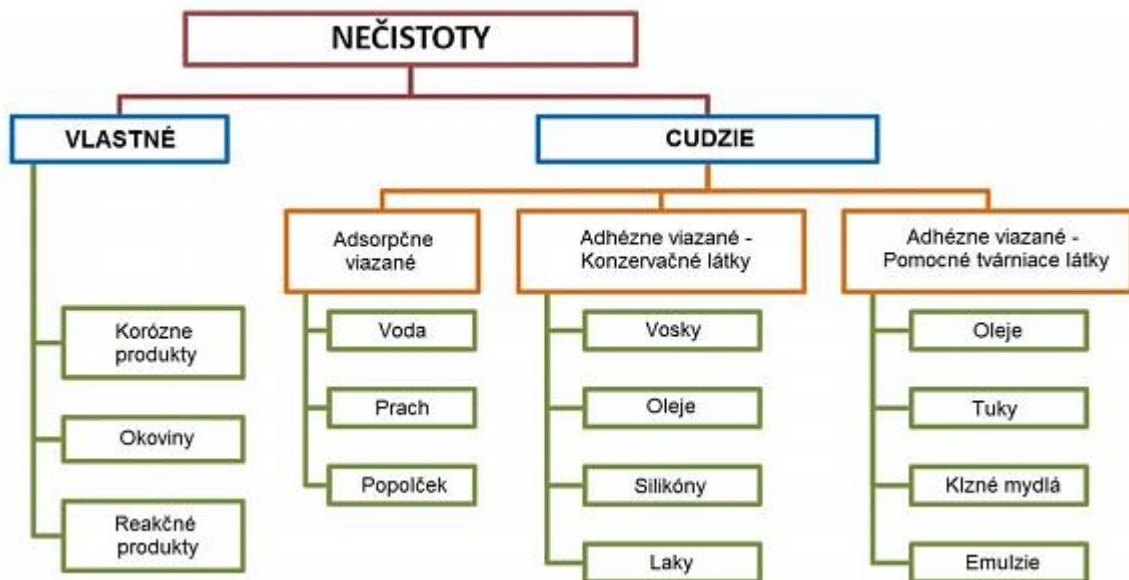 NEČISTOTY
VLASTNÉ
CUDZIE
Adsorpčne
viazané
Adhézne viazané -
Konzervačné látky
Adhézne viazané -
Pomocné tvárniace látky
Korózne
produkty
Okoviny
Reakčné
produkty
Voda
Prach
Popolček
Vosky
Oleje
Silikóny
Laky
Oleje
Tuky
Klzné mydlá
Emulzie